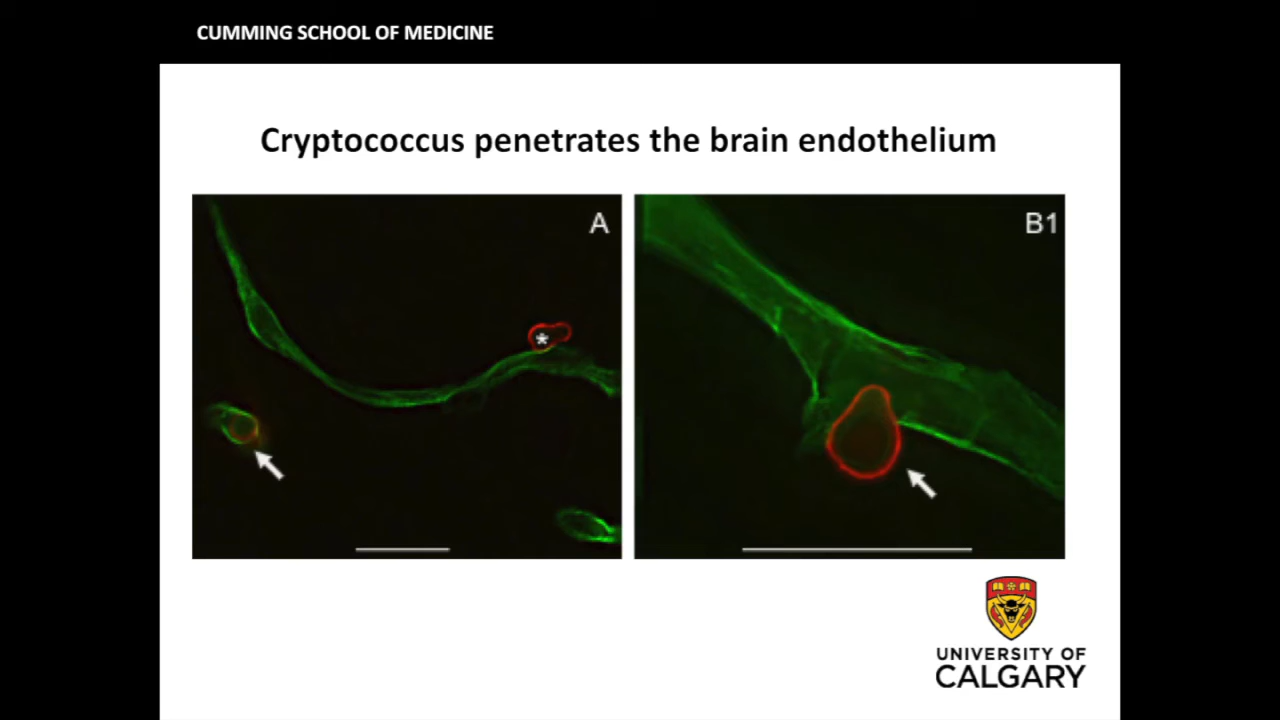 CUMMING SCHOOL OF MEDICINE
Cryptococcus penetrates the brain endothelium
A
B1
*
UNIVERSITY OF
CALGARY